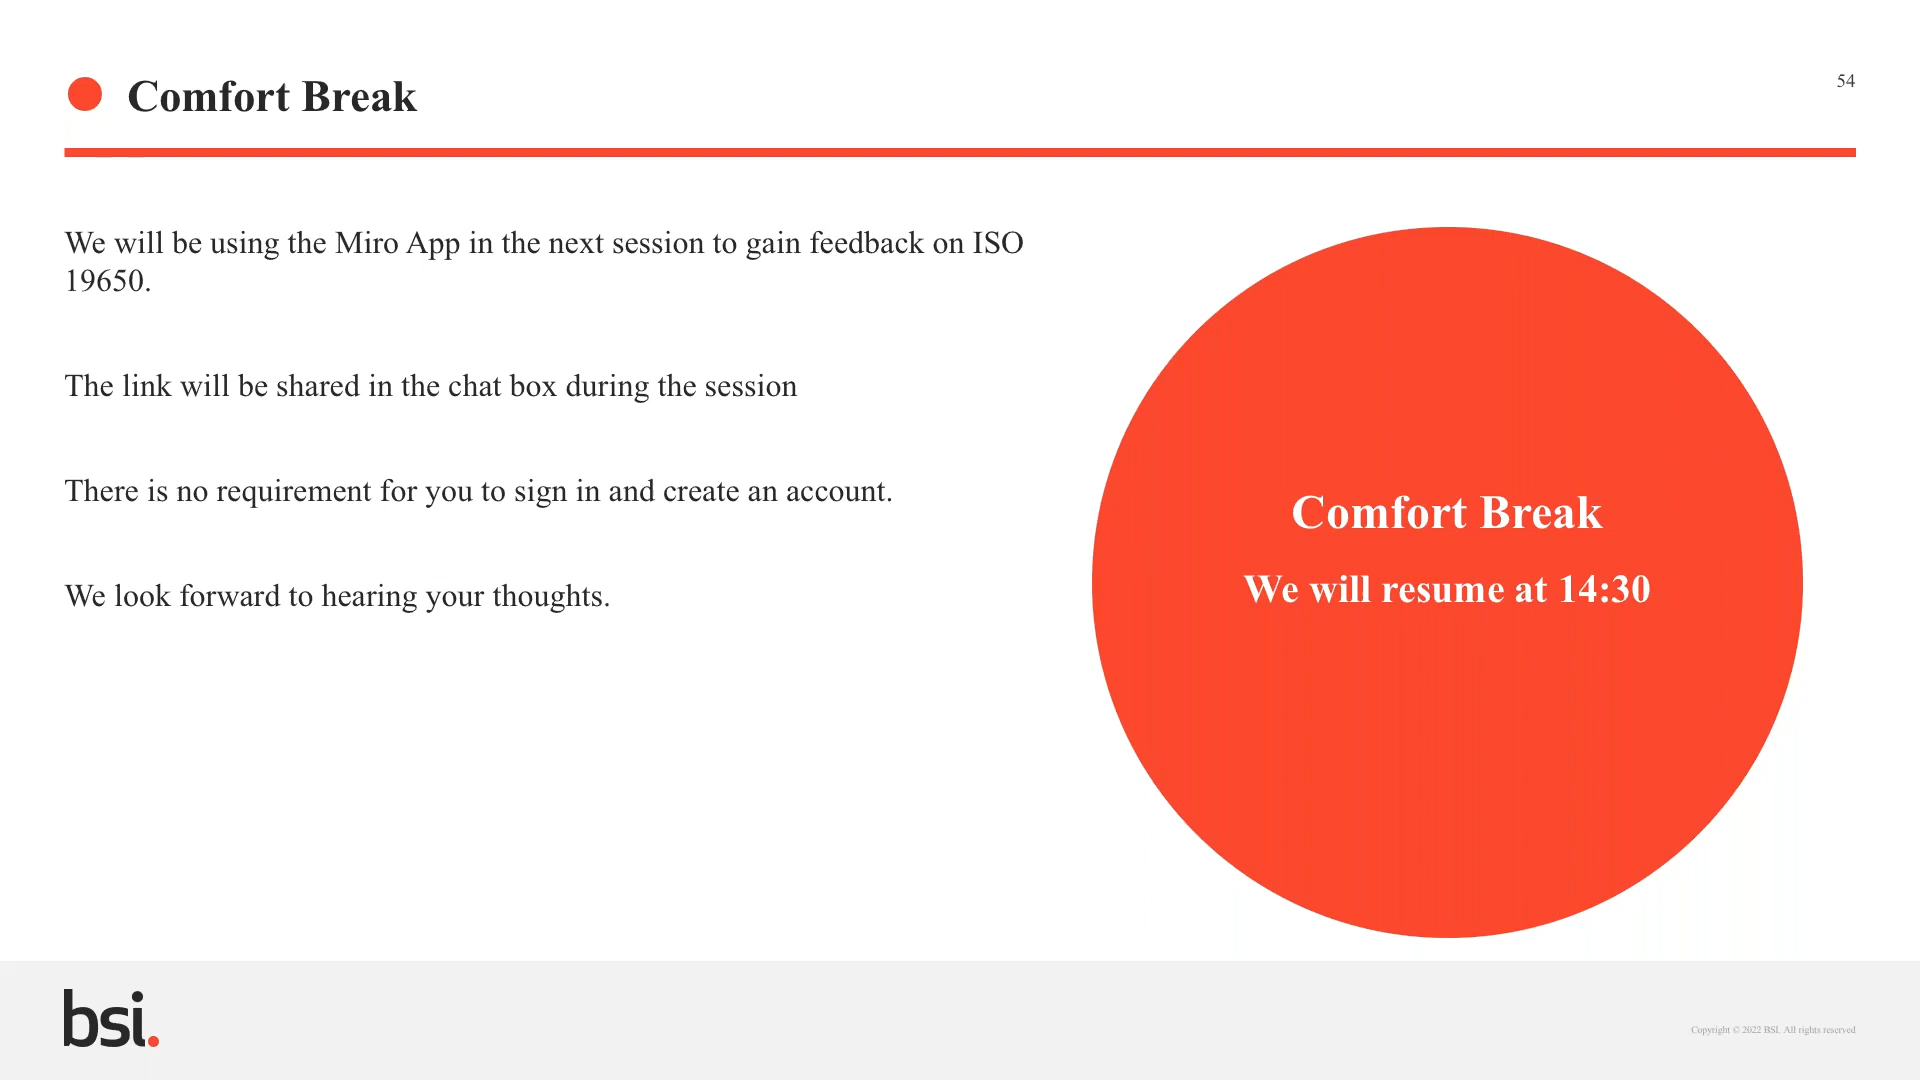 Comfort Break
54
We will be using the Miro App in the next session to gain feedback on ISO
19650.
The link will be shared in the chat box during the session
There is no requirement for you to sign in and create an account.
We look forward to hearing your thoughts.
Comfort Break
We will resume at 14:30
bsi.
Copyright © 2022 BSI. All rights reserved